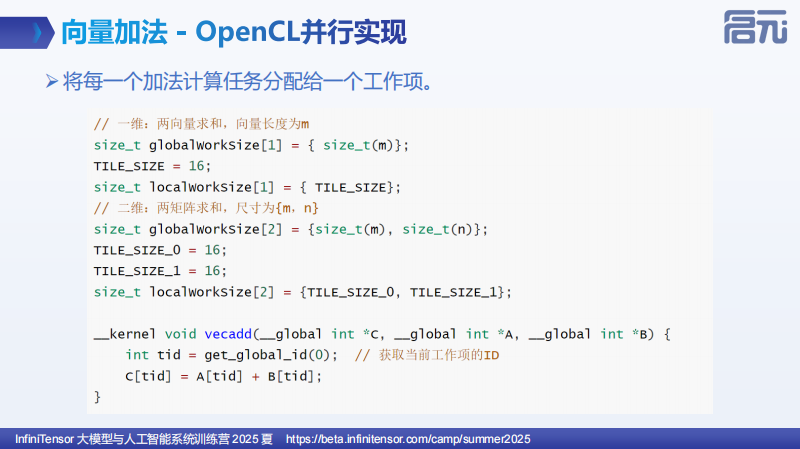 向量加法 - OpenCL并行实现
启元
将每一个加法计算任务分配给一个工作项。
// 一维：两向量求和，向量长度为m
size_t globalWorkSize[1] = { size_t(m)};
TILE_SIZE = 16;
size_t localWorkSize[1] = { TILE_SIZE};
// 二维：两矩阵求和，尺寸为{m, n}
size_t globalWorkSize[2] = {size_t(m), size_t(n)};
TILE_SIZE_0 = 16;
TILE_SIZE_1 = 16;
size_t localWorkSize[2] = {TILE_SIZE_0, TILE_SIZE_1};
__kernel void vecadd(__global int *C, __global int *A, __global int *B) {
    int tid = get_global_id(0);  // 获取当前工作项的ID
    C[tid] = A[tid] + B[tid];
}
InfiniTensor 大模型与人工智能系统训练营 2025 夏 https://beta.infinitensor.com/camp/summer2025